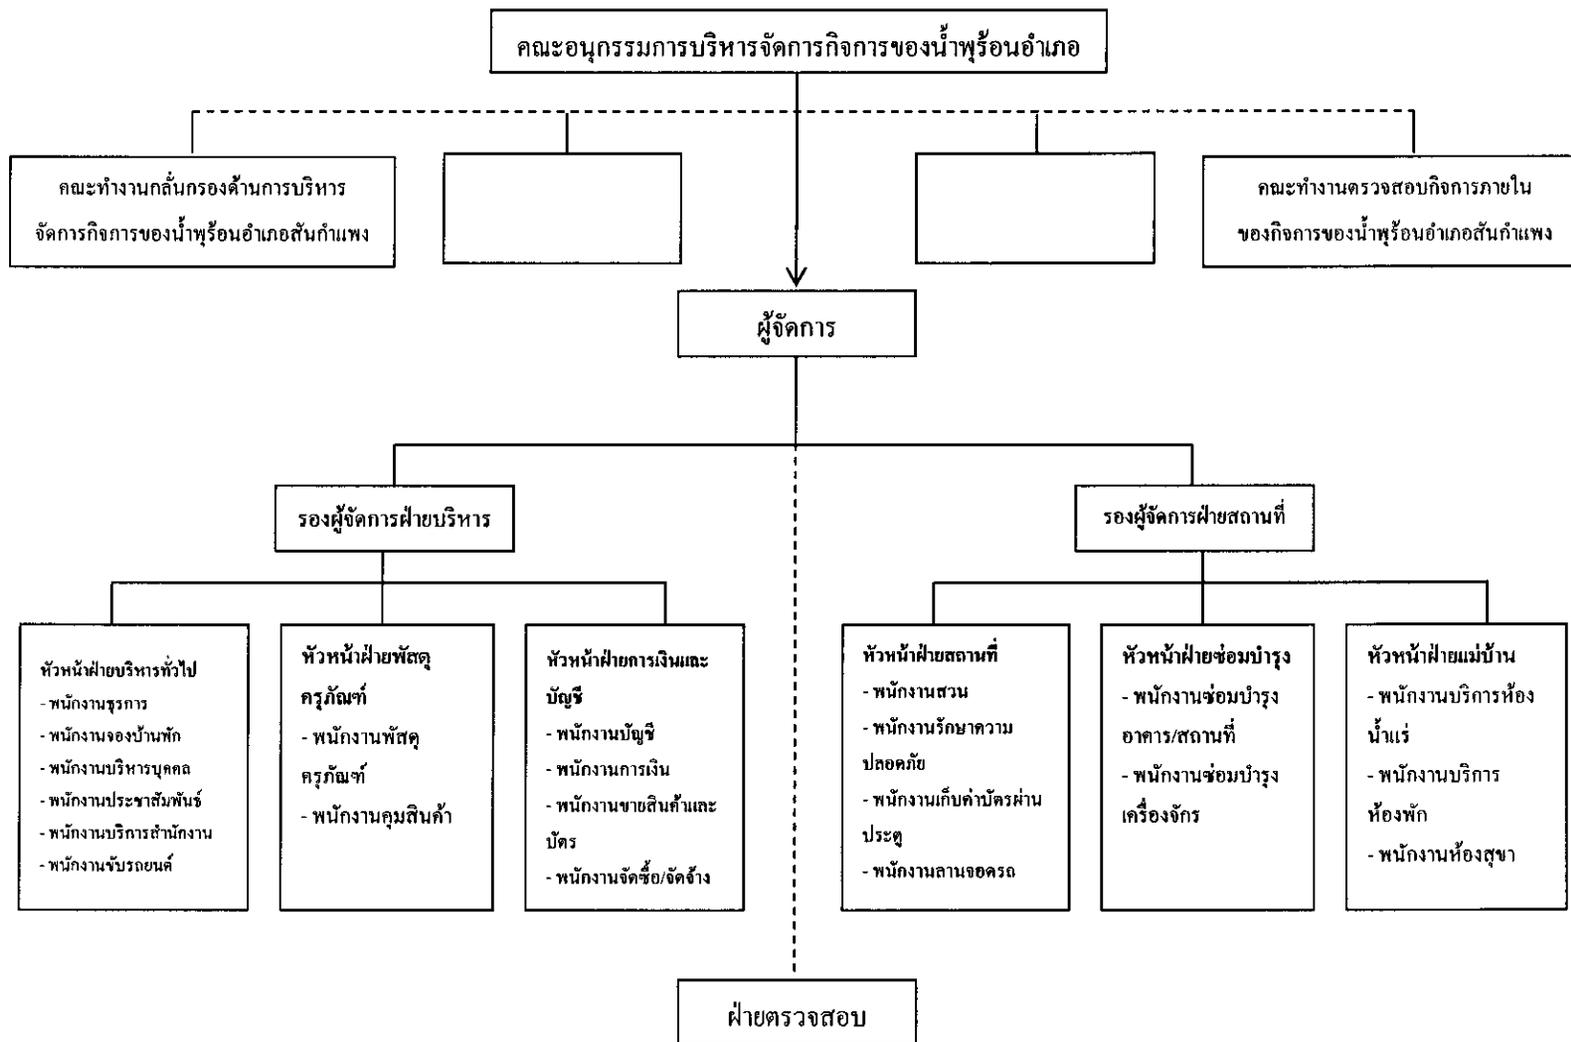 คณะอนุกรรมการบริหารจัดการกิจการของน้ำพุร้อนอำเภอ
คณะทำงานกลั่นกรองด้านการบริหาร
จัดการกิจการของน้ำพุร้อนอำเภอสันกำแพง
คณะทำงานตรวจสอบกิจการภายใน
ของกิจการของน้ำพุร้อนอำเภอสันกำแพง
ผู้จัดการ
รองผู้จัดการฝ่ายบริหาร
รองผู้จัดการฝ่ายสถานที่
หัวหน้าฝ่ายบริหารทั่วไป
- พนักงานธุรการ
- พนักงานจองบ้านพัก
- พนักงานบริหารบุคคล
- พนักงานประชาสัมพันธ์
- พนักงานบริการสำนักงาน
- พนักงานขับรถยนต์
หัวหน้าฝ่ายพัสดุ
ครุภัณฑ์
- พนักงานพัสดุ
ครุภัณฑ์
- พนักงานคุมสินค้า
หัวหน้าฝ่ายการเงินและ
บัญชี
- พนักงานบัญชี
- พนักงานการเงิน
- พนักงานขายสินค้าและ
บัตร
- พนักงานจัดซื้อ/จัดจ้าง
หัวหน้าฝ่ายสถานที่
- พนักงานสวน
- พนักงานรักษาความ
ปลอดภัย
- พนักงานเก็บค่าบัตรผ่าน
ประตู
- พนักงานลานจอดรถ
หัวหน้าฝ่ายซ่อมบำรุง
- พนักงานซ่อมบำรุง
อาคาร/สถานที่
- พนักงานซ่อมบำรุง
เครื่องจักร
หัวหน้าฝ่ายแม่บ้าน
- พนักงานบริการห้อง
น้ำแร่
- พนักงานบริการ
ห้องพัก
- พนักงานห้องสุขา
ฝ่ายตรวจสอบ